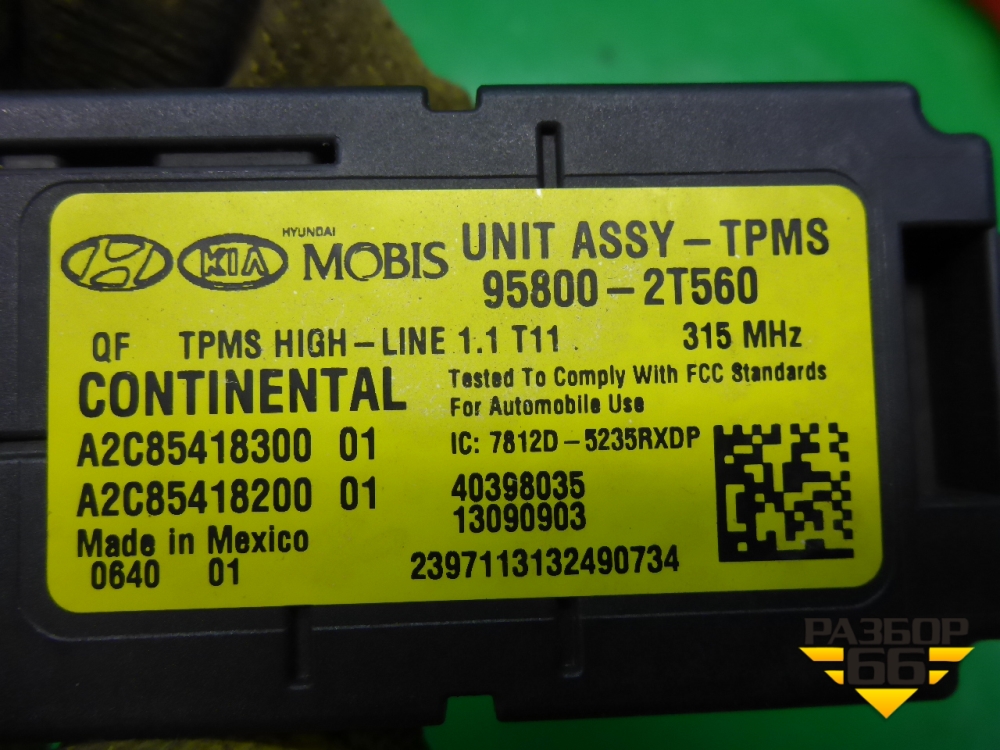 KIA
HYUNDAI
MOBIS
UNIT ASSY-TPMS
95800-2T560
QF TPMS HIGH-LINE 1.1 T11 315 MHz
CONTINENTAL
Tested To Comply With FCC Standards
For Automobile Use
A2C85418300 01
IC: 7812D-5235RXDP
A2C85418200 01
40398035
13090903
Made in Mexico
0640 01
2397113132490734
РАЗБОР
66